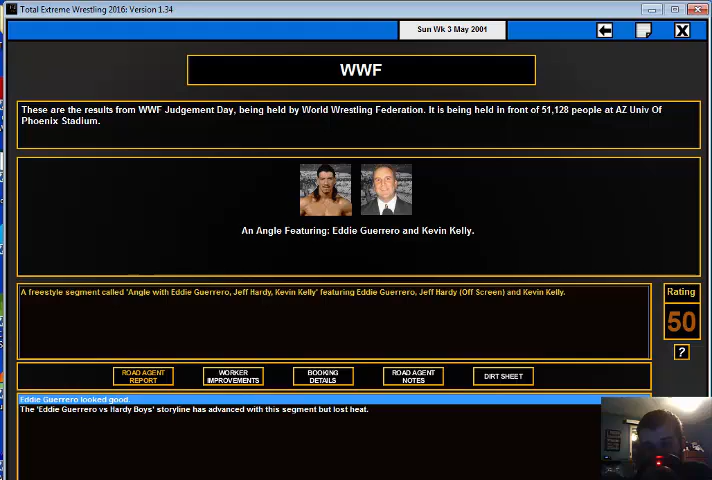 Total Extreme Wrestling 2016: Version 1.34
Sun Wk 3 May 2001
WWF
These are the results from WWF Judgement Day, being held by World Wrestling Federation. It is being held in front of 51,128 people at AZ Univ Of
Phoenix Stadium.
An Angle Featuring: Eddie Guerrero and Kevin Kelly.
A freestyle segment called 'Angle with Eddie Guerrero, Jeff Hardy, Kevin Kelly' featuring Eddie Guerrero, Jeff Hardy (Off Screen) and Kevin Kelly.
Rating
50
?
ROAD AGENT
REPORT
WORKER
IMPROVEMENTS
BOOKING
DETAILS
ROAD AGENT
NOTES
DIRT SHEET
Eddie Guerrero looked good.
The 'Eddie Guerrero vs Hardy Boys' storyline has advanced with this segment but lost heat.